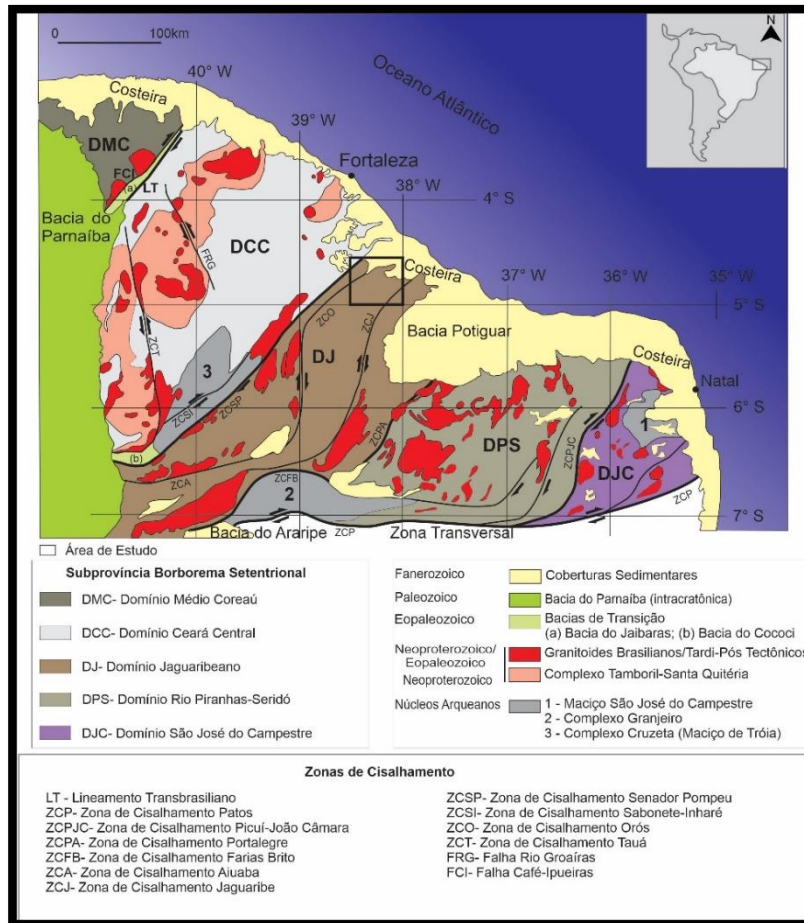 0 100km
N
Oceano Atlântico
40° W
Costeira
39° W
DMC
Fortaleza
FCI
(a) LT
38° W
4° S
Bacia do
Parnaíba
FRG
DCC
Costeira
37° W
36° W
35° W
5° S
ZCO
ZCJ
Bacia Potiguar
ZCT
DJ
Costeira
3
Natal
ZCSI
ZCSP
6° S
1
ZCPA
DPS
ZCPJC
(b)
DJC
ZCA
ZCFB
2
ZCP
ZCP
7° S
Bacia do Araripe
Zona Transversal
Área de Estudo
Subprovíncia Borborema Setentrional
DMC- Domínio Médio Coreaú
DCC- Domínio Ceará Central
DJ- Domínio Jaguaribeano
DPS- Domínio Rio Piranhas-Seridó
DJC- Domínio São José do Campestre
Fanerozoico Coberturas Sedimentares
Paleozoico Bacia do Parnaíba (intracratônica)
Eopaleozoico Bacias de Transição
(a) Bacia do Jaibaras; (b) Bacia do Cococi
Neoproterozoico/
Eopaleozoico Granitoides Brasilianos/Tardi-Pós Tectônicos
Neoproterozoico Complexo Tamboril-Santa Quitéria
Núcleos Arqueanos 1 - Maciço São José do Campestre
2 - Complexo Granjeiro
3 - Complexo Cruzeta (Maciço de Tróia)
Zonas de Cisalhamento
LT - Lineamento Transbrasiliano
ZCP- Zona de Cisalhamento Patos
ZCPJC- Zona de Cisalhamento Picuí-João Câmara
ZCPA- Zona de Cisalhamento Portalegre
ZCFB- Zona de Cisalhamento Farias Brito
ZCA- Zona de Cisalhamento Aiuaba
ZCJ- Zona de Cisalhamento Jaguaribe
ZCSP- Zona de Cisalhamento Senador Pompeu
ZCSI- Zona de Cisalhamento Sabonete-Inharé
ZCO- Zona de Cisalhamento Orós
ZCT- Zona de Cisalhamento Tauá
FRG- Falha Rio Groaíras
FCI- Falha Café-Ipueiras